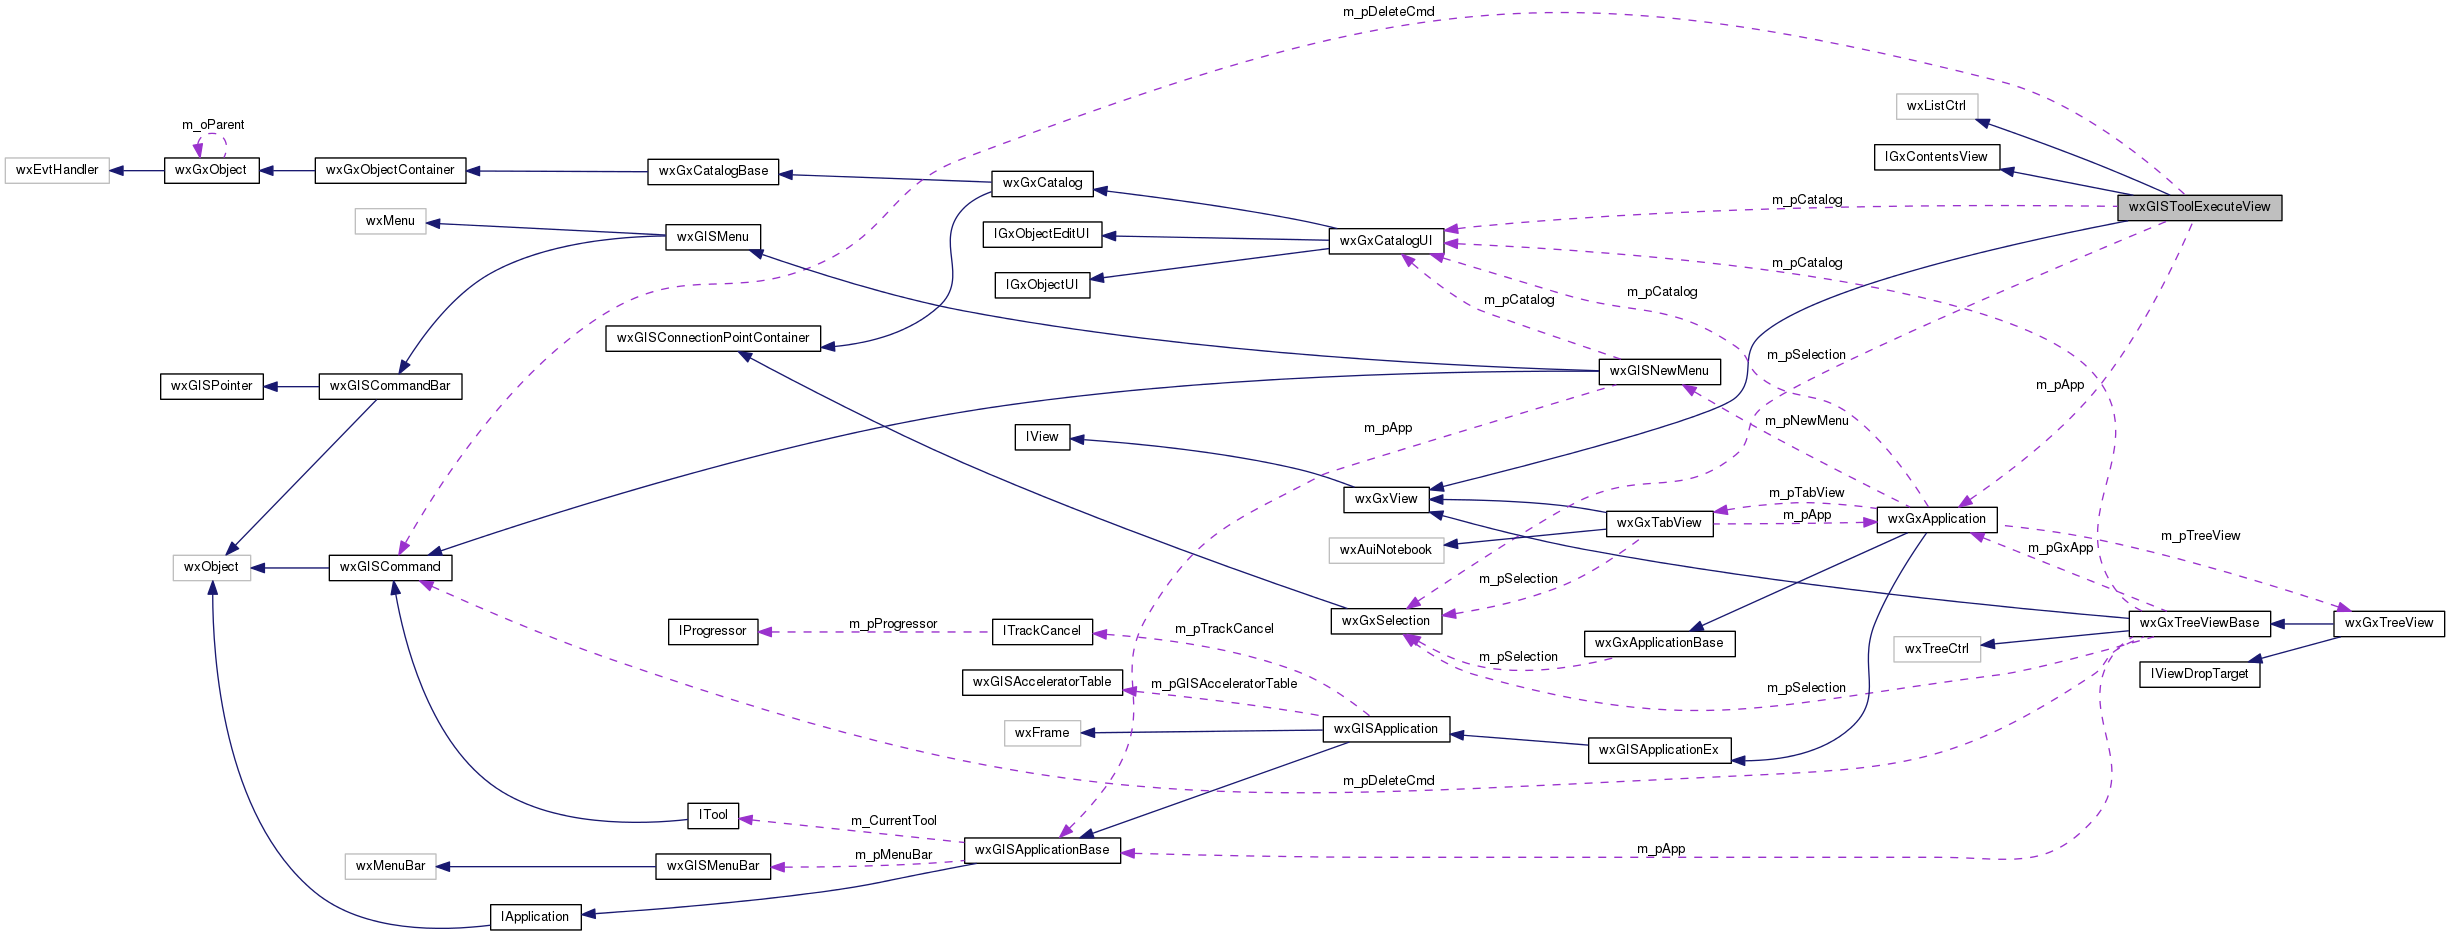 m_pDeleteCmd
wxListCtrl
m_oParent
IGxContentsView
wxEvtHandler
wxGxObject
wxGxObjectContainer
wxGxCatalogBase
wxGxCatalog
m_pCatalog
wxGISToolExecuteView
wxMenu
wxGISMenu
IGxObjectEditUI
wxGxCatalogUI
m_pCatalog
IGxObjectUI
m_pCatalog
m_pCatalog
wxGISConnectionPointContainer
m_pSelection
wxGISNewMenu
wxGISPointer
wxGISCommandBar
m_pApp
m_pNewMenu
m_pApp
IView
wxGxView
m_pTabView
m_pApp
wxGxTabView
wxGxApplication
m_pTreeView
wxAuiNotebook
m_pGxApp
wxObject
wxGISCommand
m_pSelection
wxGxSelection
wxGxTreeViewBase
wxGxTreeView
IProgressor
m_pProgressor
ITrackCancel
m_pTrackCancel
wxGxApplicationBase
m_pSelection
wxTreeCtrl
wxGISAcceleratorTable
m_pGISAcceleratorTable
m_pSelection
IViewDropTarget
wxFrame
wxGISApplication
wxGISApplicationEx
m_pDeleteCmd
ITool
m_CurrentTool
wxGISApplicationBase
m_pApp
wxMenuBar
wxGISMenuBar
m_pMenuBar
IApplication